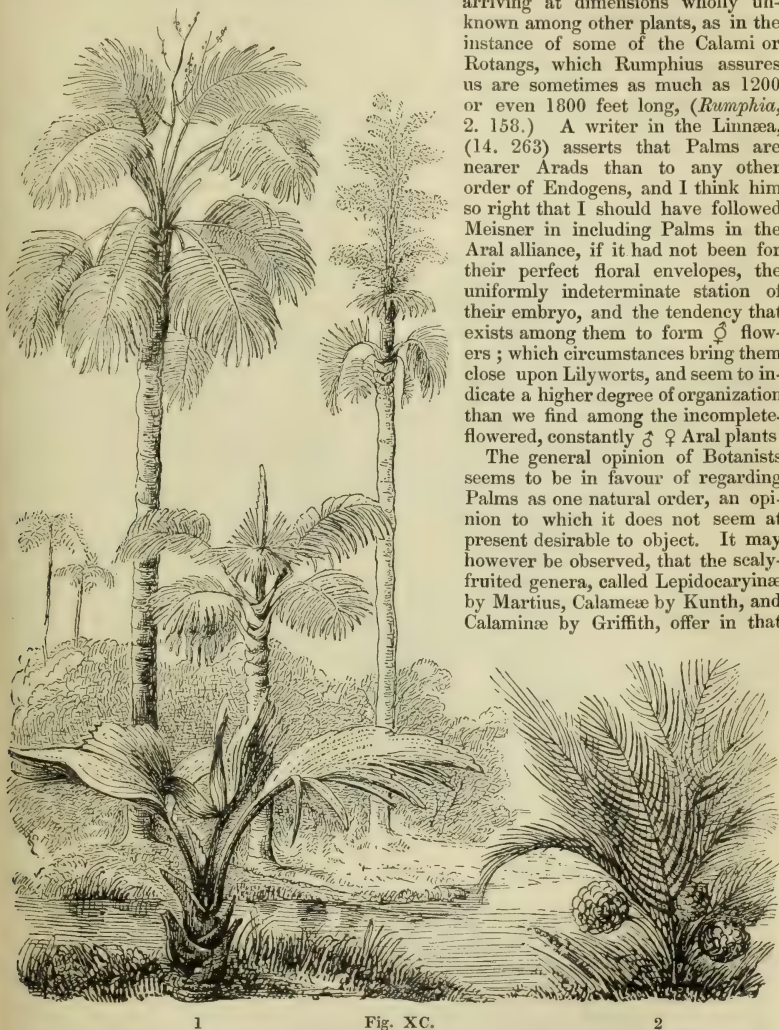 arriving at dimensions wholly un-
known among other plants, as in the
instance of some of the Calami or
Rotangs, which Rumphius assures
us are sometimes as much as 1200
or even 1800 feet long, (Rumphia,
2. 158.) A writer in the Linnæa,
(14. 263) asserts that Palms are
nearer Arads than to any other
order of Endogens, and I think him
so right that I should have followed
Meisner in including Palms in the
Aral alliance, if it had not been for
their perfect floral envelopes, the
uniformly indeterminate station of
their embryo, and the tendency that
exists among them to form ⚥ flow-
ers ; which circumstances bring them
close upon Lilyworts, and seem to in-
dicate a higher degree of organization
than we find among the incomplete-
flowered, constantly ♂ ♀ Aral plants
The general opinion of Botanists
seems to be in favour of regarding
Palms as one natural order, an opi-
nion to which it does not seem at
present desirable to object. It may
however be observed, that the scaly-
fruited genera, called Lepidocaryinæ
by Martius, Calameæ by Kunth, and
Calaminæ by Griffith, offer in that
1 Fig. XC. 2